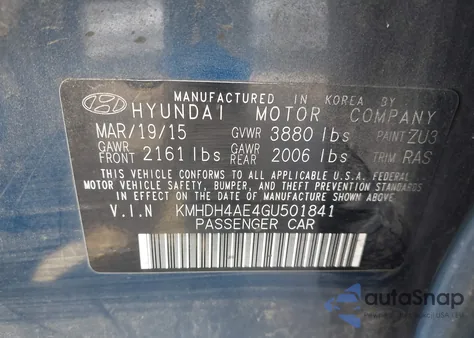 MANUFACTURED IN KOREA BY
HYUNDAI MOTOR COMPANY
MAR/19/15 GVWR 3880 lbs PAINT ZU3
GAWR FRONT 2161 lbs GAWR REAR 2006 lbs TRIM RAS
THIS VEHICLE CONFORMS TO ALL APPLICABLE U.S.A. FEDERAL
MOTOR VEHICLE SAFETY, BUMPER, AND THEFT PREVENTION STANDARDS
IN EFFECT ON THE DATE OF MANUFACTURE SHOWN ABOVE.
V.I.N KMHDH4AE4GU501841
PASSENGER CAR
autoSnap